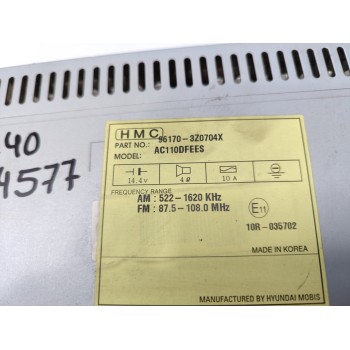 40
4577
HMC
PART NO.: 96170-3Z0704X
MODEL: AC110DFEES
14.4v 4Ω 10 A
FREQUENCY RANGE
AM : 522-1620 KHz
FM : 87.5-108.0 MHz
E11
10R-035702
MADE IN KOREA
MANUFACTURED BY HYUNDAI MOBIS